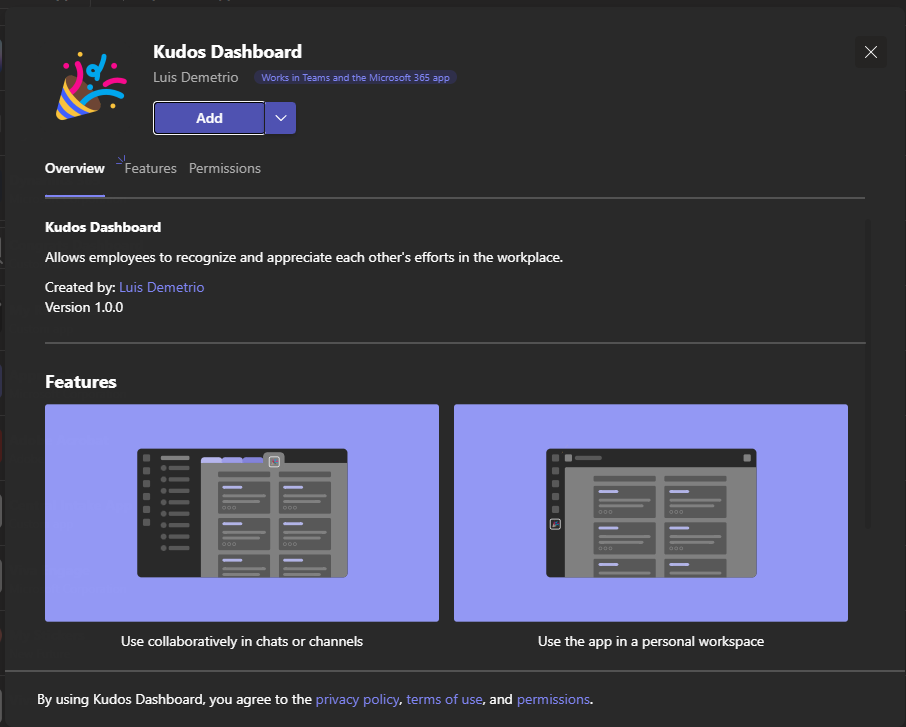 Kudos Dashboard
Luis Demetrio Works in Teams and the Microsoft 365 app
Add
Overview Features Permissions
Kudos Dashboard
Allows employees to recognize and appreciate each other's efforts in the workplace.
Created by: Luis Demetrio
Version 1.0.0
Features
Use collaboratively in chats or channels
Use the app in a personal workspace
By using Kudos Dashboard, you agree to the privacy policy, terms of use, and permissions.